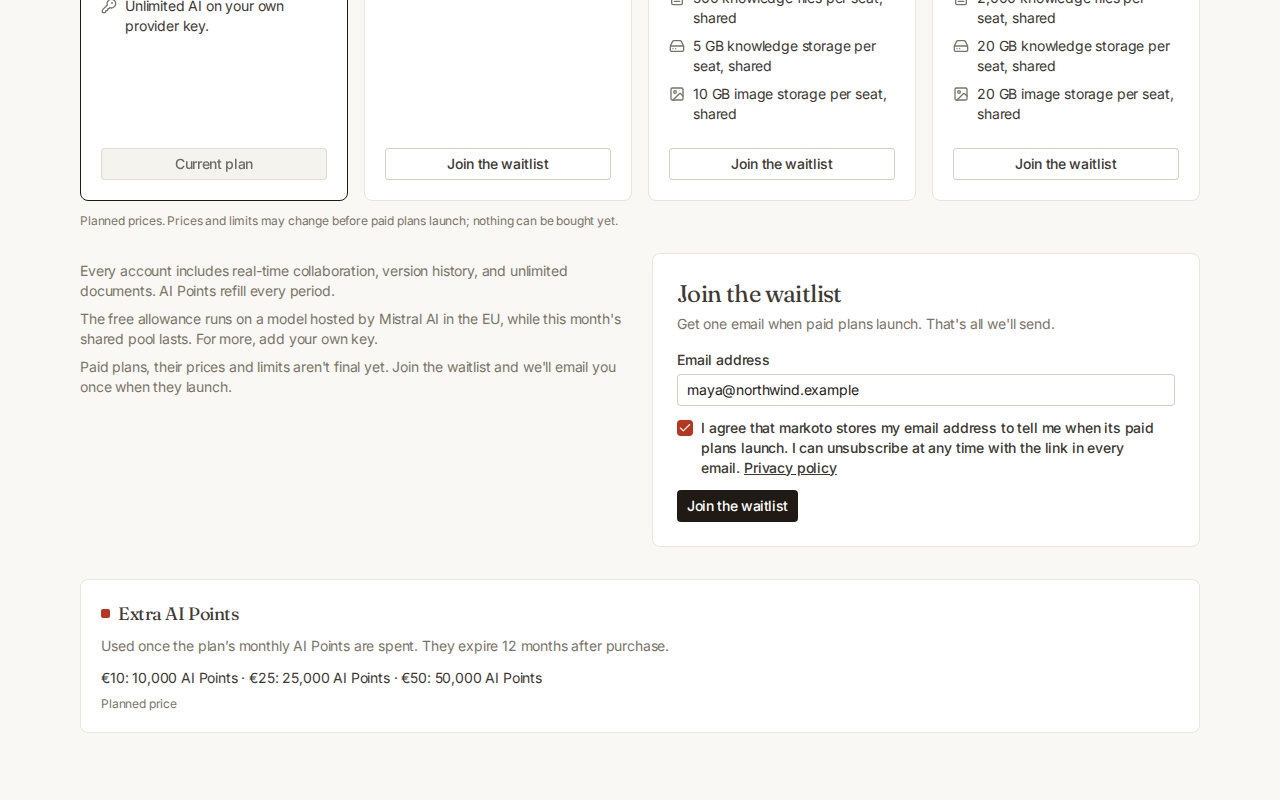 Unlimited AI on your own
provider key.
Current plan
Join the waitlist
seat, shared
shared
5 GB knowledge storage per
seat, shared
10 GB image storage per seat,
shared
Join the waitlist
seat, shared
20 GB knowledge storage per
seat, shared
20 GB image storage per seat,
shared
Join the waitlist
Planned prices. Prices and limits may change before paid plans launch; nothing can be bought yet.
Every account includes real-time collaboration, version history, and unlimited
documents. AI Points refill every period.
The free allowance runs on a model hosted by Mistral AI in the EU, while this month's
shared pool lasts. For more, add your own key.
Paid plans, their prices and limits aren't final yet. Join the waitlist and we'll email you
once when they launch.
Join the waitlist
Get one email when paid plans launch. That's all we'll send.
Email address
maya@northwind.example
I agree that markoto stores my email address to tell me when its paid
plans launch. I can unsubscribe at any time with the link in every
email. Privacy policy
Join the waitlist
Extra AI Points
Used once the plan’s monthly AI Points are spent. They expire 12 months after purchase.
€10: 10,000 AI Points · €25: 25,000 AI Points · €50: 50,000 AI Points
Planned price